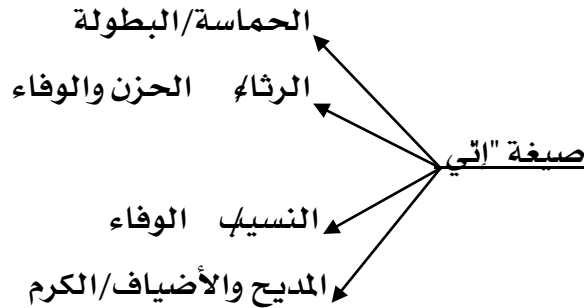 الحماسة/البطولة
الرثاء/ الحزن والوفاء
صيغة "إنّي
النسيب/ الوفاء
المديح والأضياف/الكرم